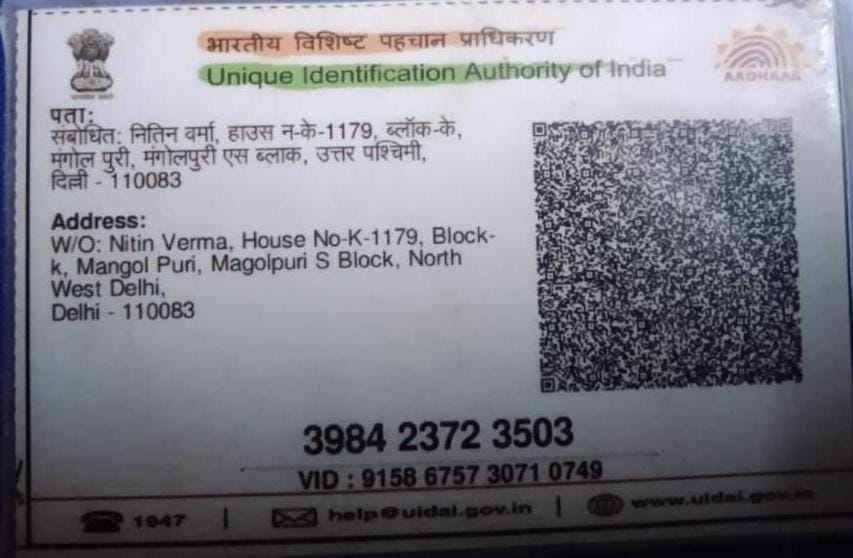 भारतीय विशिष्ट पहचान प्राधिकरण
Unique Identification Authority of India
AADHAAR
पता:
संबोधित: नितिन वर्मा, हाउस न-के-1179, ब्लॉक-के,
मंगोल पुरी, मंगोलपुरी एस ब्लाक, उत्तर पश्चिमी,
दिल्ली - 110083
Address:
W/O: Nitin Verma, House No-K-1179, Block-
k, Mangol Puri, Magolpuri S Block, North
West Delhi,
Delhi - 110083
3984 2372 3503
VID : 9158 6757 3071 0749
1947 | help@uidai.gov.in | www.uidai.gov.in